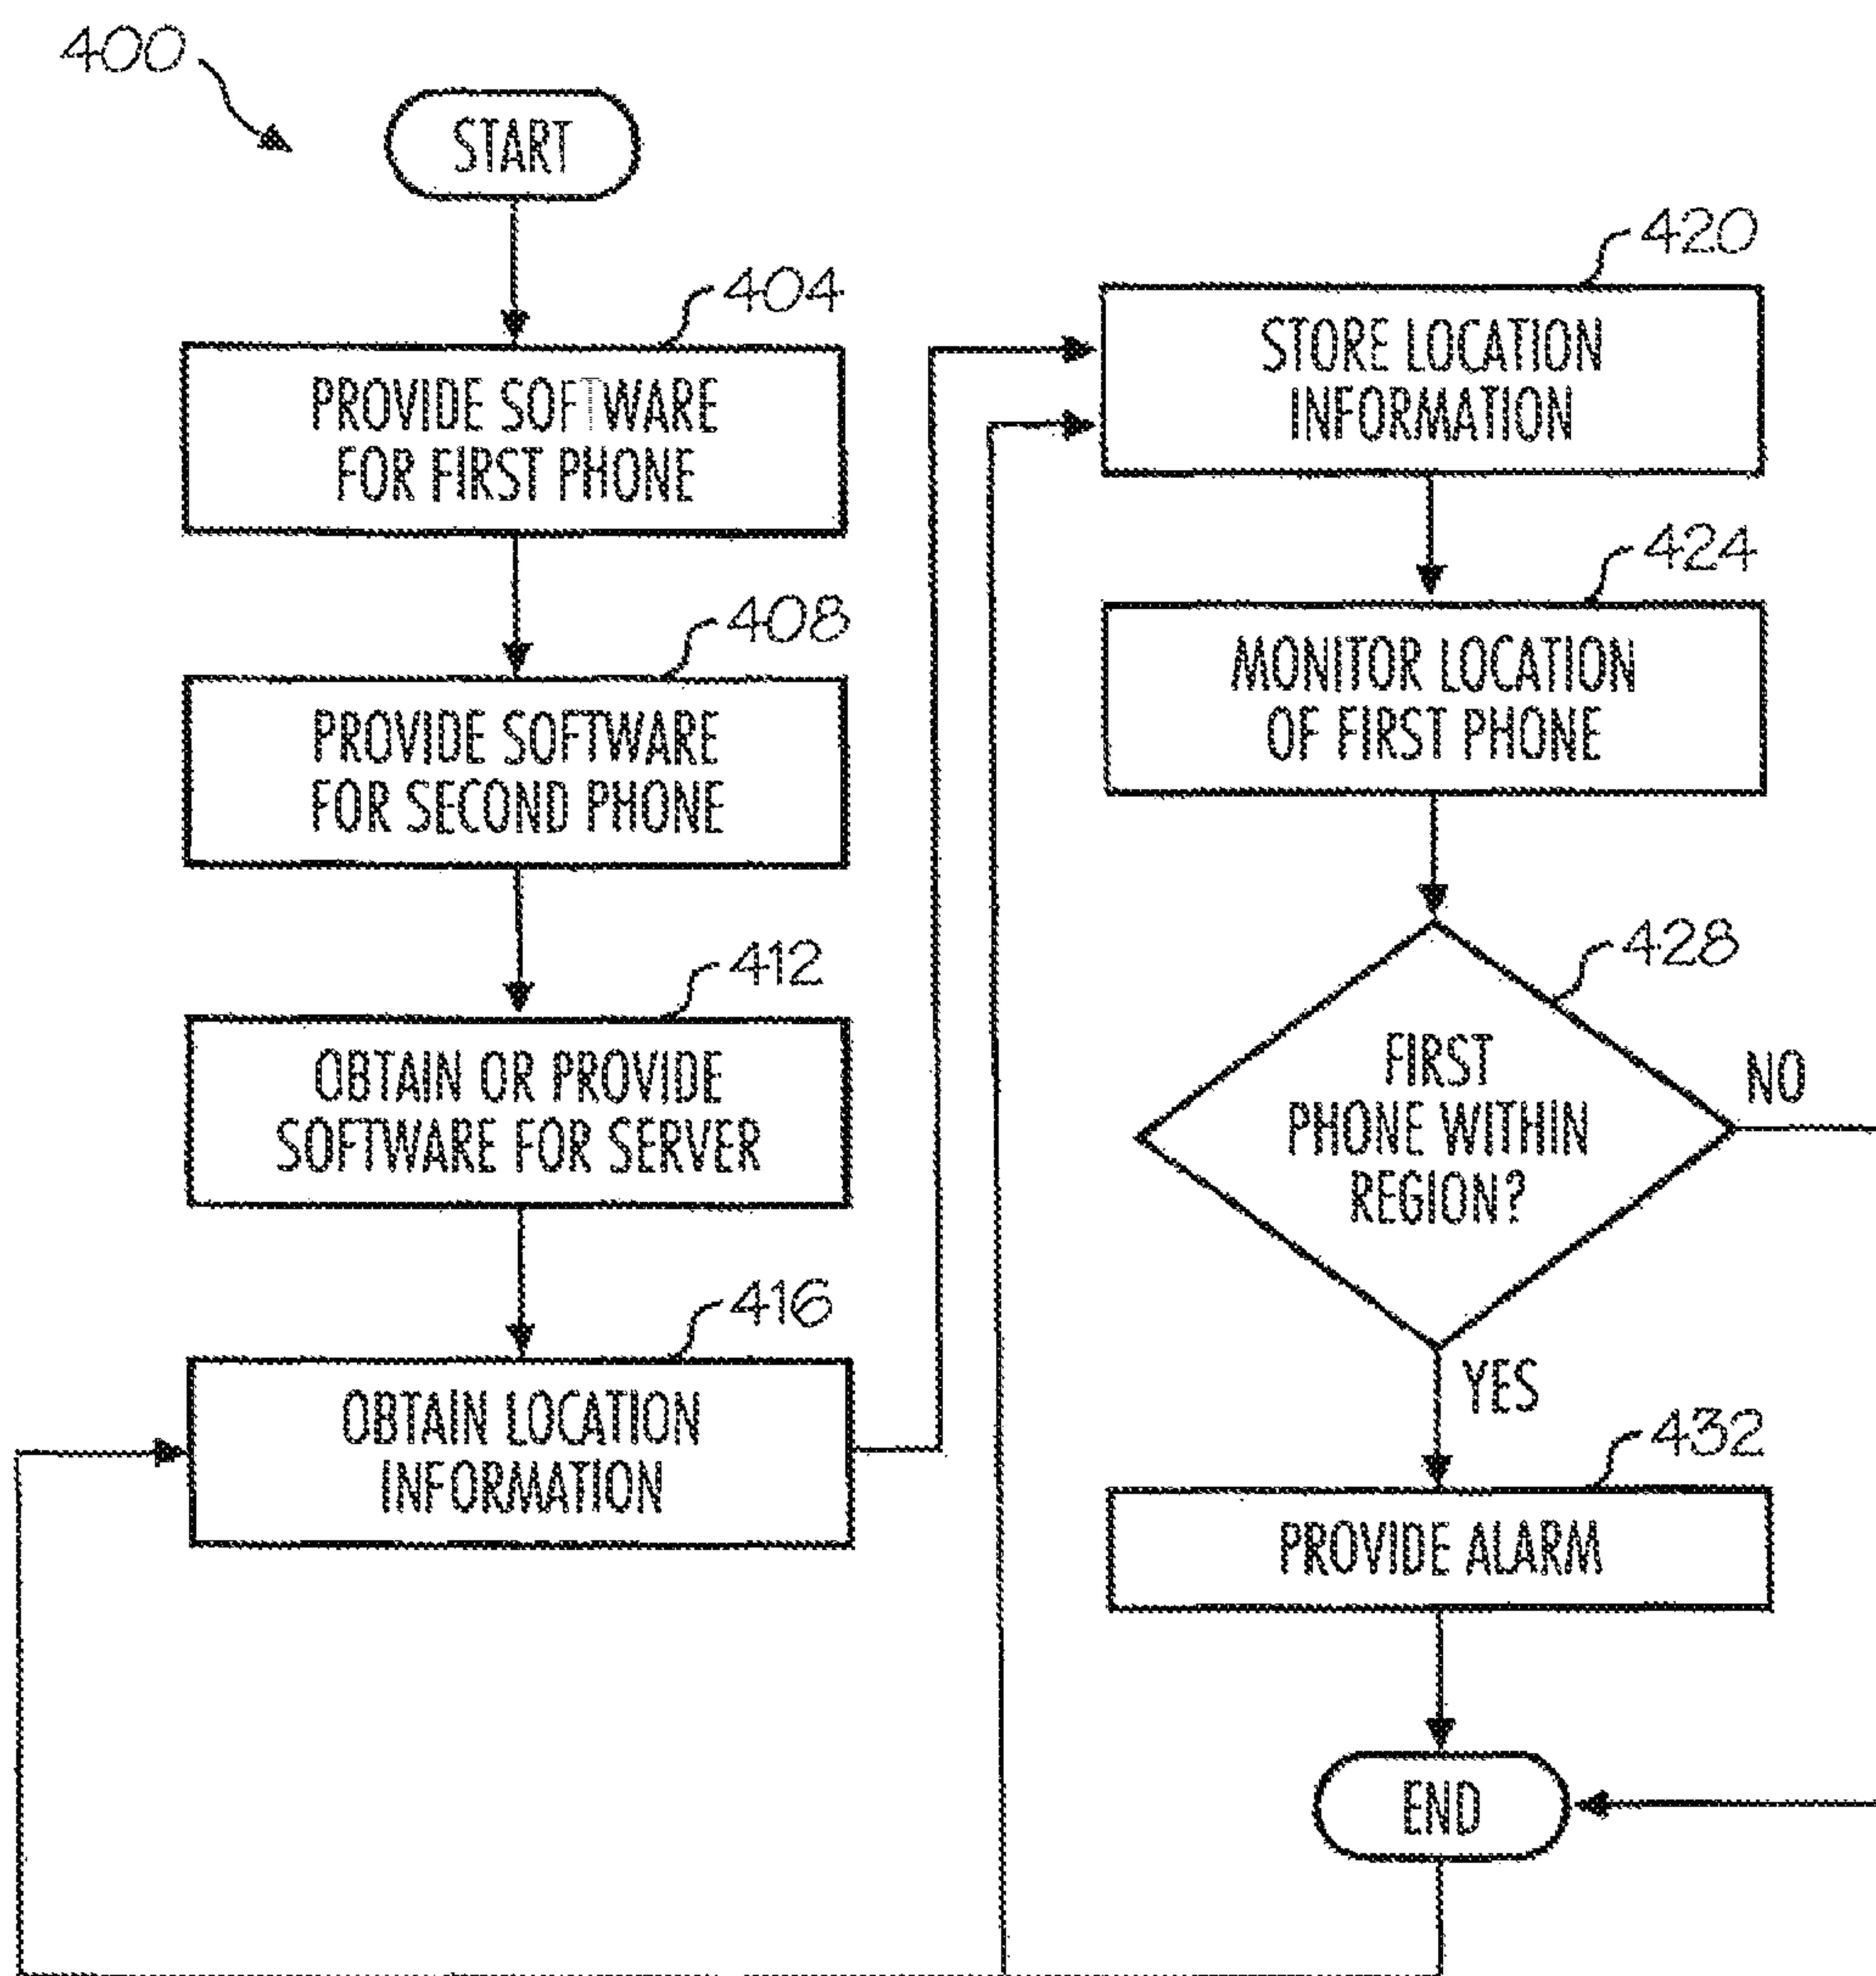 400
START
404
PROVIDE SOFTWARE
FOR FIRST PHONE
408
PROVIDE SOFTWARE
FOR SECOND PHONE
412
OBTAIN OR PROVIDE
SOFTWARE FOR SERVER
416
OBTAIN LOCATION
INFORMATION
420
STORE LOCATION
INFORMATION
424
MONITOR LOCATION
OF FIRST PHONE
428
FIRST
PHONE WITHIN
REGION?
NO
YES
432
PROVIDE ALARM
END